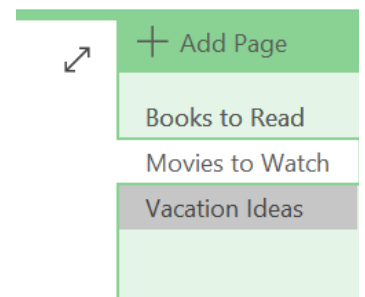 Add Page
Books to Read
Movies to Watch
Vacation Ideas